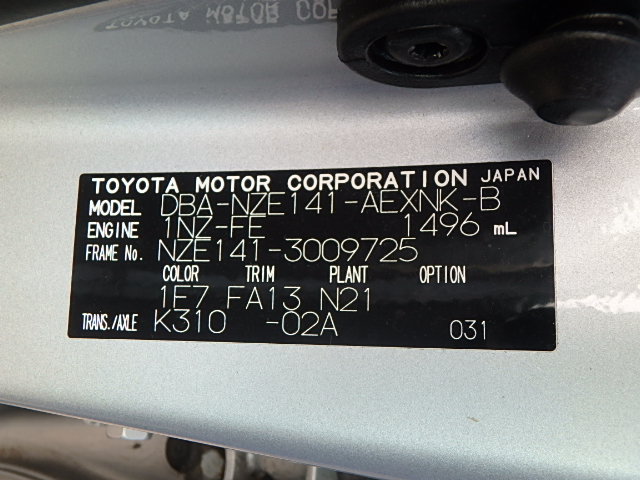 TOYOTA MOTOR CORPORATION JAPAN
MODEL DBA-NZE141-AEXNK-B
ENGINE 1NZ-FE 1496 mL
FRAME No. NZE141-3009725
COLOR TRIM PLANT OPTION
1E7 FA13 N21
TRANS./AXLE K310 -02A 031